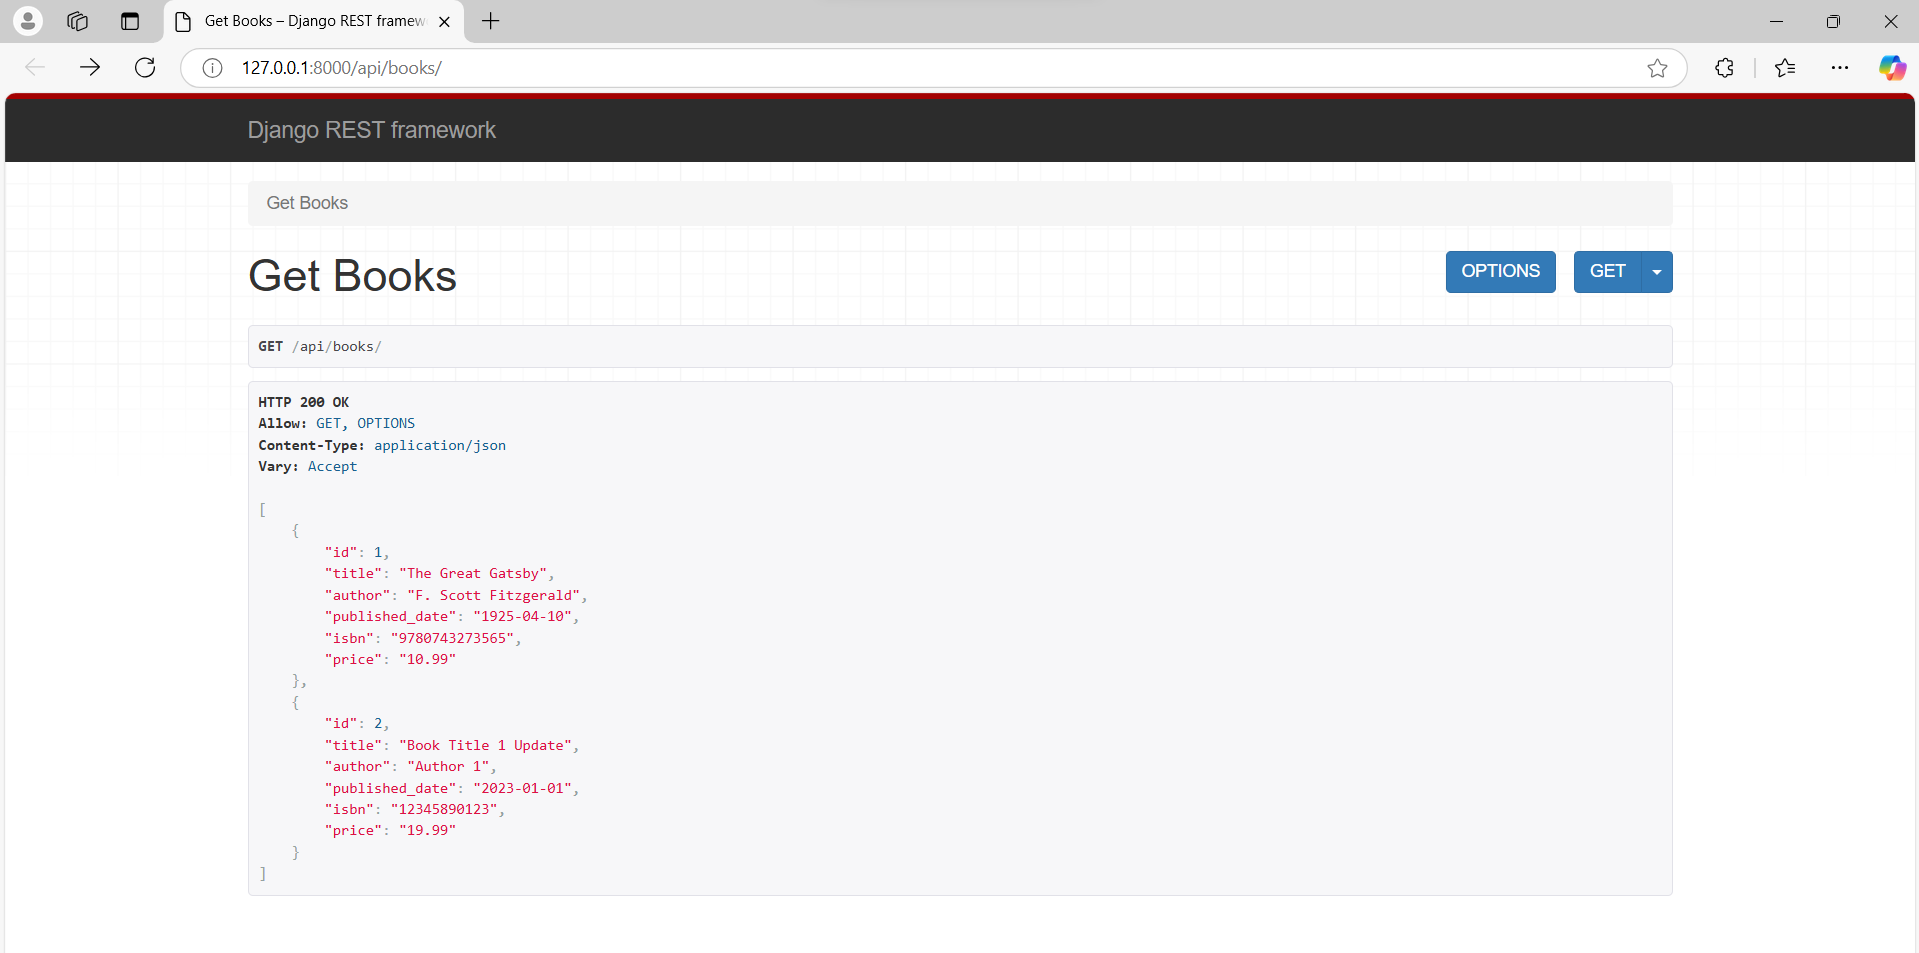 Get Books – Django REST framew
127.0.0.1:8000/api/books/
Django REST framework
Get Books
Get Books
OPTIONS
GET
GET /api/books/
HTTP 200 OK
Allow: GET, OPTIONS
Content-Type: application/json
Vary: Accept
[
    {
        "id": 1,
        "title": "The Great Gatsby",
        "author": "F. Scott Fitzgerald",
        "published_date": "1925-04-10",
        "isbn": "9780743273565",
        "price": "10.99"
    },
    {
        "id": 2,
        "title": "Book Title 1 Update",
        "author": "Author 1",
        "published_date": "2023-01-01",
        "isbn": "12345890123",
        "price": "19.99"
    }
]